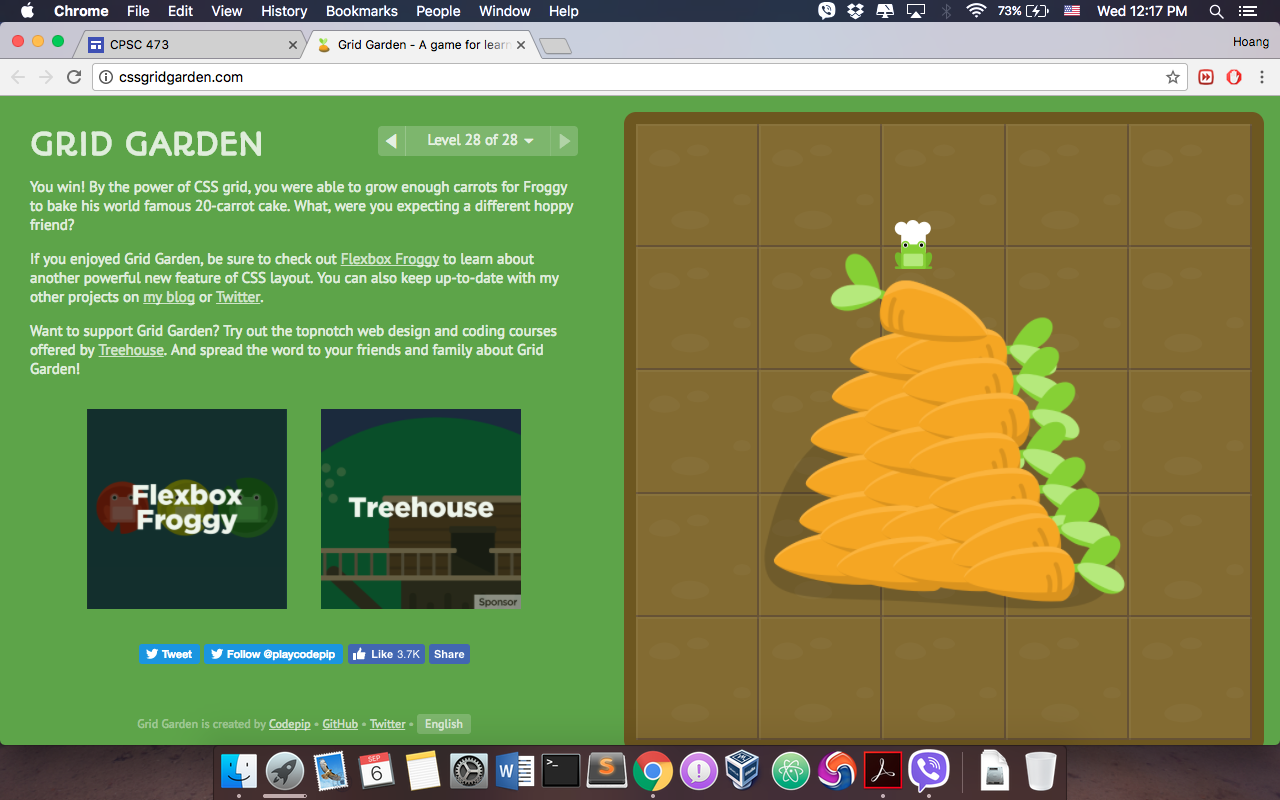 Chrome File Edit View History Bookmarks People Window Help 73% Wed 12:17 PM
CPSC 473 Grid Garden - A game for learn Hoang
cssgridgarden.com
GRID GARDEN
Level 28 of 28
You win! By the power of CSS grid, you were able to grow enough carrots for Froggy
to bake his world famous 20-carrot cake. What, were you expecting a different hoppy
friend?
If you enjoyed Grid Garden, be sure to check out Flexbox Froggy to learn about
another powerful new feature of CSS layout. You can also keep up-to-date with my
other projects on my blog or Twitter.
Want to support Grid Garden? Try out the topnotch web design and coding courses
offered by Treehouse. And spread the word to your friends and family about Grid
Garden!
Flexbox
Froggy
Treehouse
Sponsor
Tweet Follow @playcodepip Like 3.7K Share
Grid Garden is created by Codepip • GitHub • Twitter • English
SEP
6